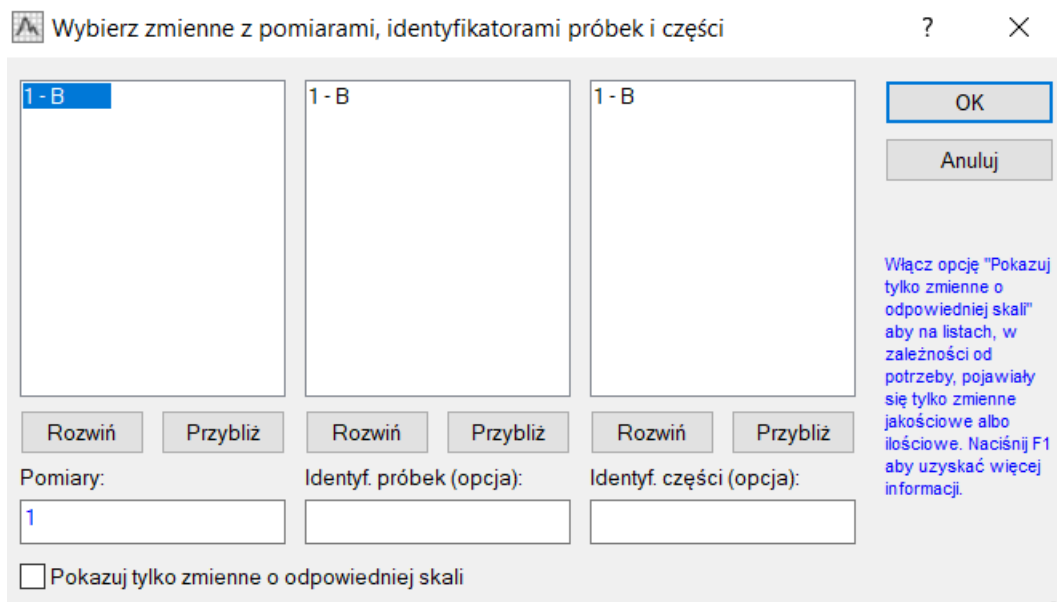 Wybierz zmienne z pomiarami, identyfikatorami próbek i części ?
1 - B
1 - B
1 - B
OK
Anuluj
Włącz opcję "Pokazuj
tylko zmienne o
odpowiedniej skali"
aby na listach, w
zależności od
potrzeby, pojawiały
się tylko zmienne
jakościowe albo
ilościowe. Naciśnij F1
aby uzyskać więcej
informacji.
Rozwiń Przybliż
Rozwiń Przybliż
Rozwiń Przybliż
Pomiary:
1
Identyf. próbek (opcja):
Identyf. części (opcja):
Pokazuj tylko zmienne o odpowiedniej skali